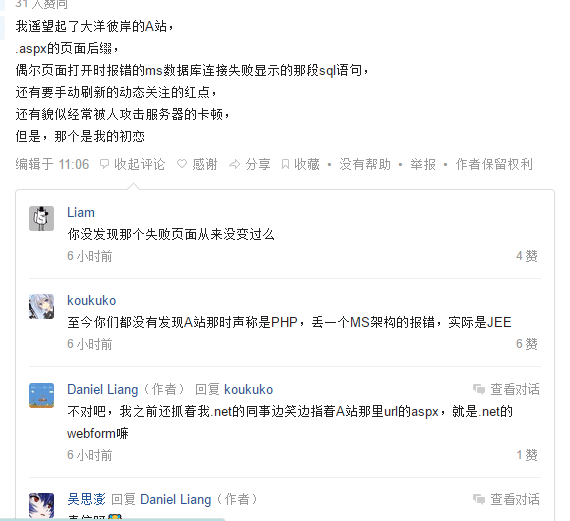 31 人赞同
我遥望起了大洋彼岸的A站，
.aspx的页面后缀，
偶尔页面打开时报错的ms数据库连接失败显示的那段sql语句，
还有要手动刷新的动态关注的红点，
还有貌似经常被人攻击服务器的卡顿，
但是，那个是我的初恋
编辑于 11:06 收起评论 感谢 分享 收藏 • 没有帮助 • 举报 • 作者保留权利
Liam
你没发现那个失败页面从来没变过么
6 小时前 4 赞
koukuko
至今你们都没有发现A站那时声称是PHP，丢一个MS架构的报错，实际是JEE
6 小时前 6 赞
Daniel Liang（作者） 回复 koukuko 查看对话
不对吧，我之前还抓着我.net的同事边笑边指着A站那里url的aspx，就是.net的
webform嘛
6 小时前 1 赞
吴思澎 回复 Daniel Liang（作者） 查看对话